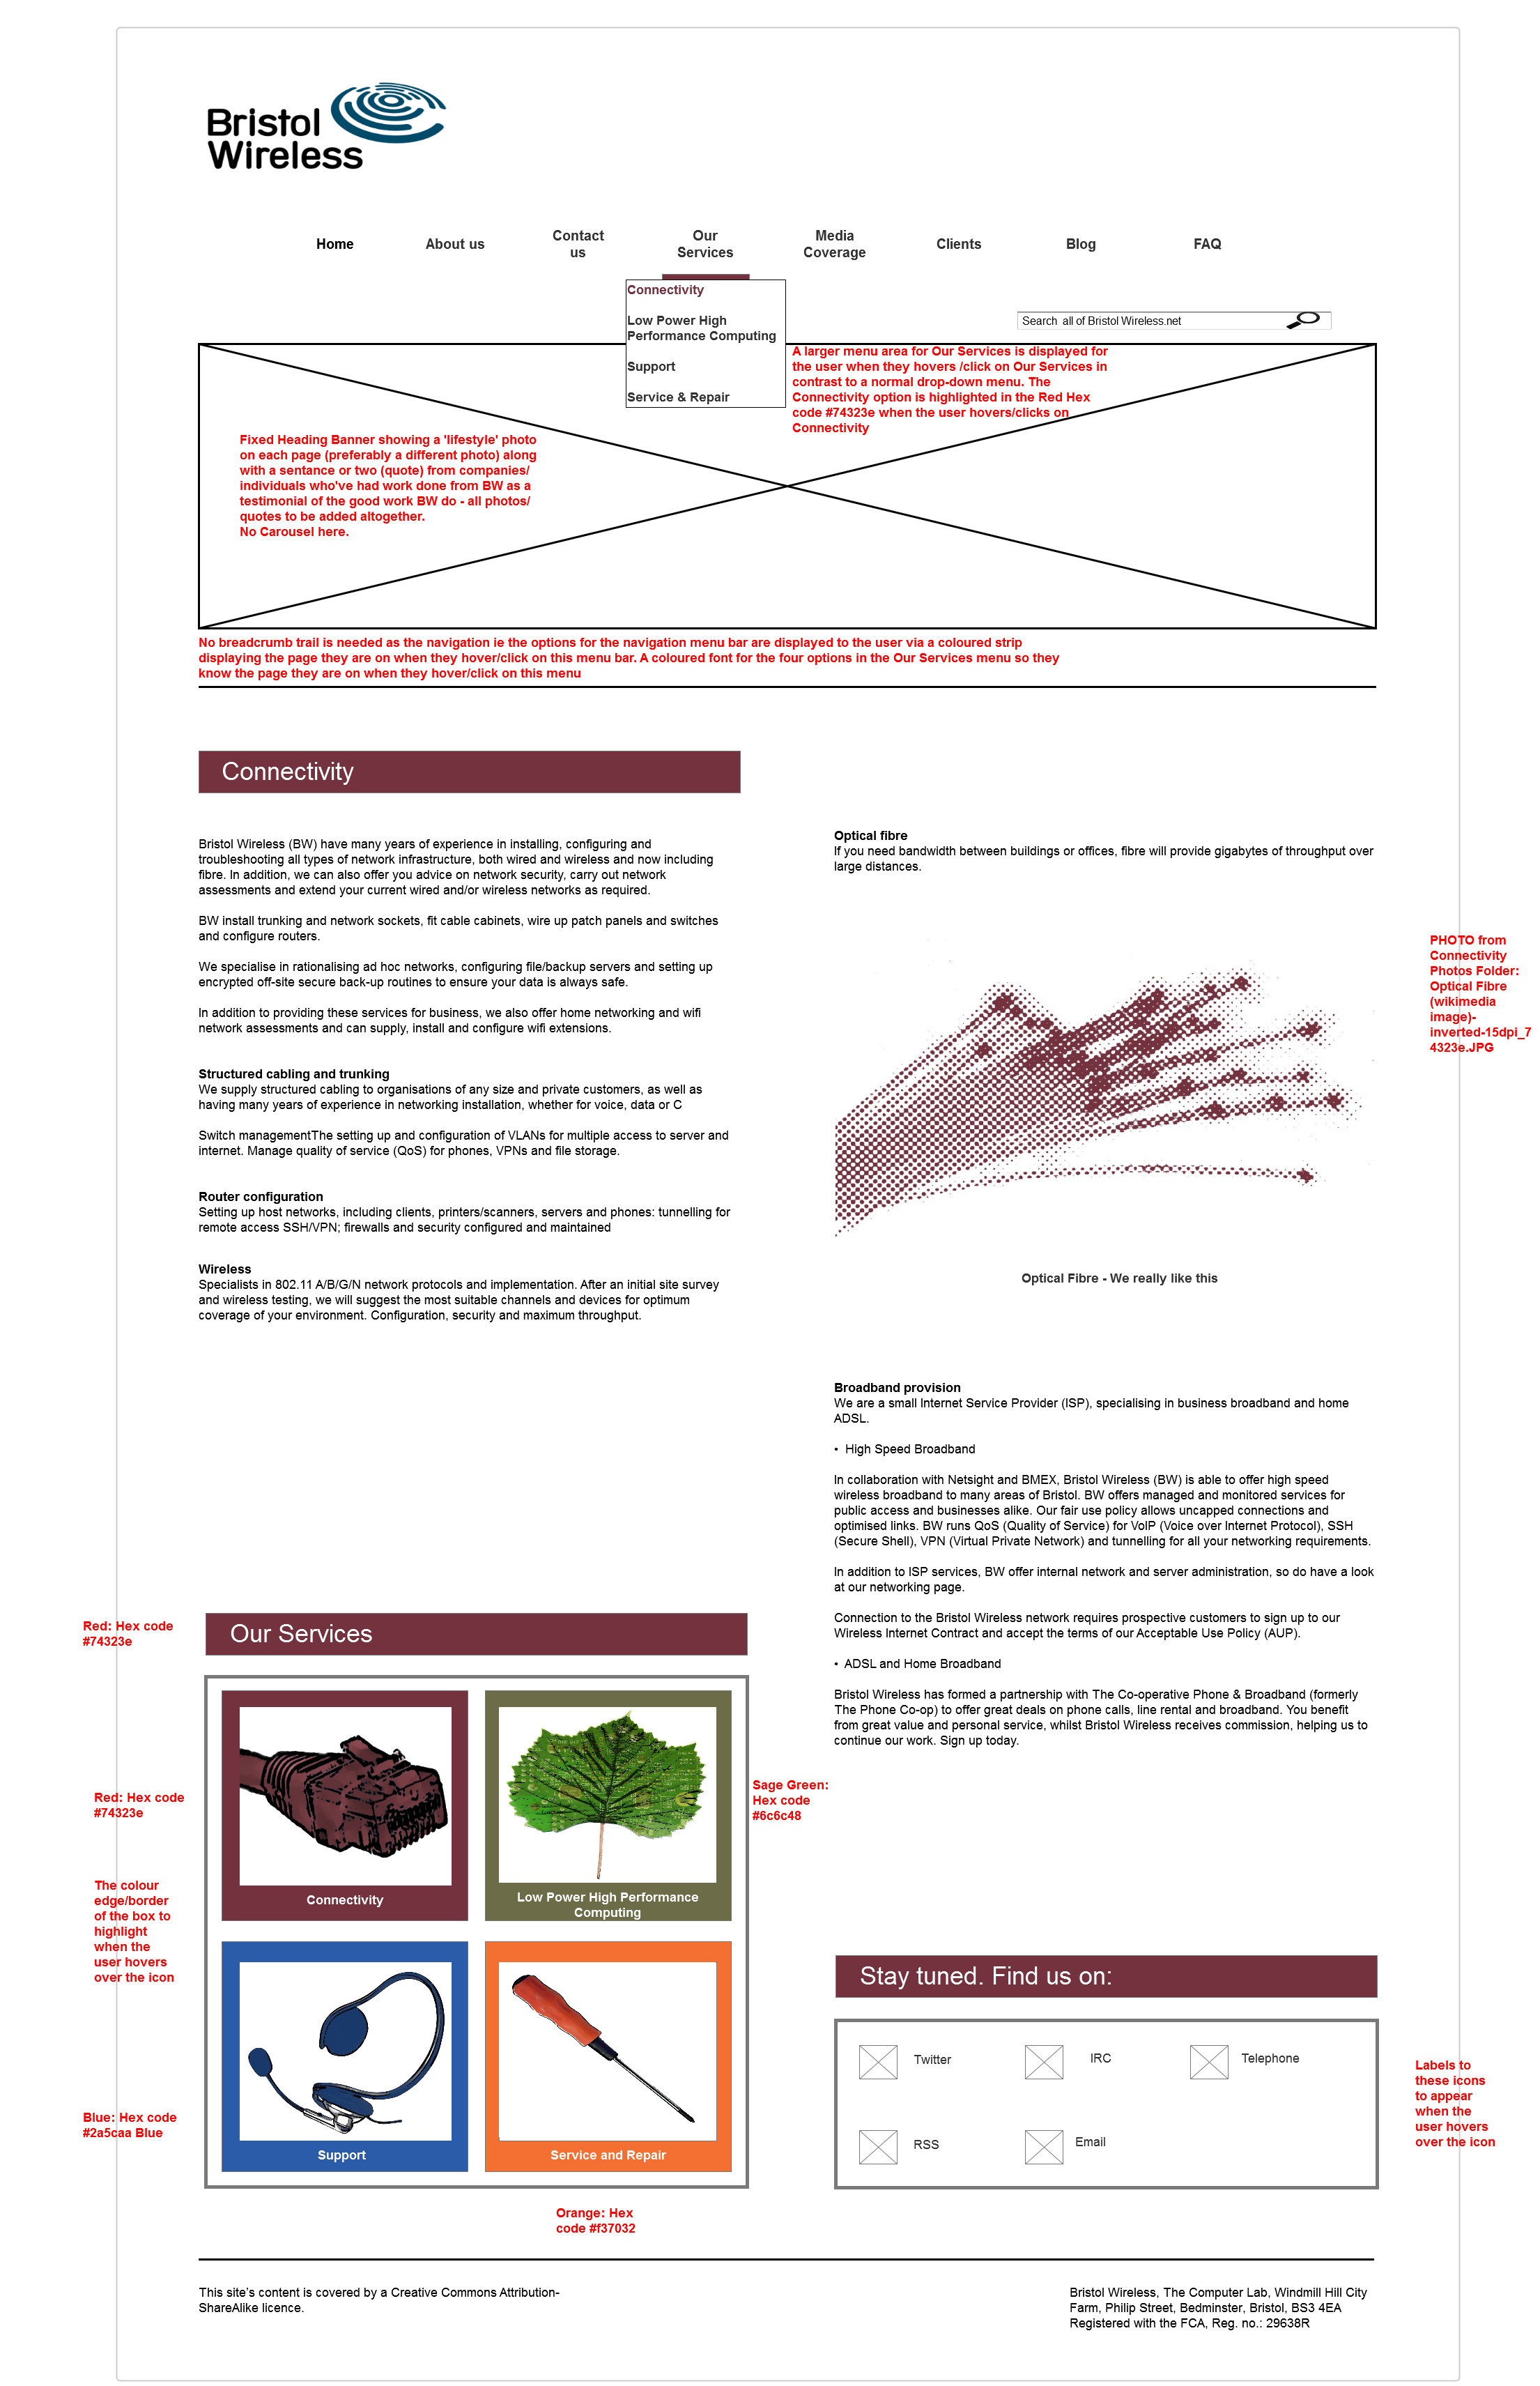 Bristol
Wireless
Home
About us
Contact
us
Our
Services
Media
Coverage
Clients
Blog
FAQ
Connectivity
Low Power High
Performance Computing
Support
Service & Repair
Search all of Bristol Wireless.net
A larger menu area for Our Services is displayed for
the user when they hovers /click on Our Services in
contrast to a normal drop-down menu. The
Connectivity option is highlighted in the Red Hex
code #74323e when the user hovers/clicks on
Connectivity
Fixed Heading Banner showing a 'lifestyle' photo
on each page (preferably a different photo) along
with a sentance or two (quote) from companies/
individuals who've had work done from BW as a
testimonial of the good work BW do - all photos/
quotes to be added altogether.
No Carousel here.
No breadcrumb trail is needed as the navigation ie the options for the navigation menu bar are displayed to the user via a coloured strip
displaying the page they are on when they hover/click on this menu bar. A coloured font for the four options in the Our Services menu so they
know the page they are on when they hover/click on this menu
Connectivity
Bristol Wireless (BW) have many years of experience in installing, configuring and
troubleshooting all types of network infrastructure, both wired and wireless and now including
fibre. In addition, we can also offer you advice on network security, carry out network
assessments and extend your current wired and/or wireless networks as required.
BW install trunking and network sockets, fit cable cabinets, wire up patch panels and switches
and configure routers.
We specialise in rationalising ad hoc networks, configuring file/backup servers and setting up
encrypted off-site secure back-up routines to ensure your data is always safe.
In addition to providing these services for business, we also offer home networking and wifi
network assessments and can supply, install and configure wifi extensions.
Structured cabling and trunking
We supply structured cabling to organisations of any size and private customers, as well as
having many years of experience in networking installation, whether for voice, data or C
Switch managementThe setting up and configuration of VLANs for multiple access to server and
internet. Manage quality of service (QoS) for phones, VPNs and file storage.
Router configuration
Setting up host networks, including clients, printers/scanners, servers and phones: tunnelling for
remote access SSH/VPN; firewalls and security configured and maintained
Wireless
Specialists in 802.11 A/B/G/N network protocols and implementation. After an initial site survey
and wireless testing, we will suggest the most suitable channels and devices for optimum
coverage of your environment. Configuration, security and maximum throughput.
Optical fibre
If you need bandwidth between buildings or offices, fibre will provide gigabytes of throughput over
large distances.
PHOTO from
Connectivity
Photos Folder:
Optical Fibre
(wikimedia
image)-
inverted-15dpi_7
4323e.JPG
Optical Fibre - We really like this
Broadband provision
We are a small Internet Service Provider (ISP), specialising in business broadband and home
ADSL.
• High Speed Broadband
In collaboration with Netsight and BMEX, Bristol Wireless (BW) is able to offer high speed
wireless broadband to many areas of Bristol. BW offers managed and monitored services for
public access and businesses alike. Our fair use policy allows uncapped connections and
optimised links. BW runs QoS (Quality of Service) for VoIP (Voice over Internet Protocol), SSH
(Secure Shell), VPN (Virtual Private Network) and tunnelling for all your networking requirements.
In addition to ISP services, BW offer internal network and server administration, so do have a look
at our networking page.
Connection to the Bristol Wireless network requires prospective customers to sign up to our
Wireless Internet Contract and accept the terms of our Acceptable Use Policy (AUP).
• ADSL and Home Broadband
Bristol Wireless has formed a partnership with The Co-operative Phone & Broadband (formerly
The Phone Co-op) to offer great deals on phone calls, line rental and broadband. You benefit
from great value and personal service, whilst Bristol Wireless receives commission, helping us to
continue our work. Sign up today.
Red: Hex code
#74323e
Our Services
Red: Hex code
#74323e
The colour
edge/border
of the box to
highlight
when the
user hovers
over the icon
Connectivity
Low Power High Performance
Computing
Sage Green:
Hex code
#6c6c48
Blue: Hex code
#2a5caa Blue
Support
Service and Repair
Orange: Hex
code #f37032
Stay tuned. Find us on:
Twitter
IRC
Telephone
RSS
Email
Labels to
these icons
to appear
when the
user hovers
over the icon
This site's content is covered by a Creative Commons Attribution-
ShareAlike licence.
Bristol Wireless, The Computer Lab, Windmill Hill City
Farm, Philip Street, Bedminster, Bristol, BS3 4EA
Registered with the FCA, Reg. no.: 29638R